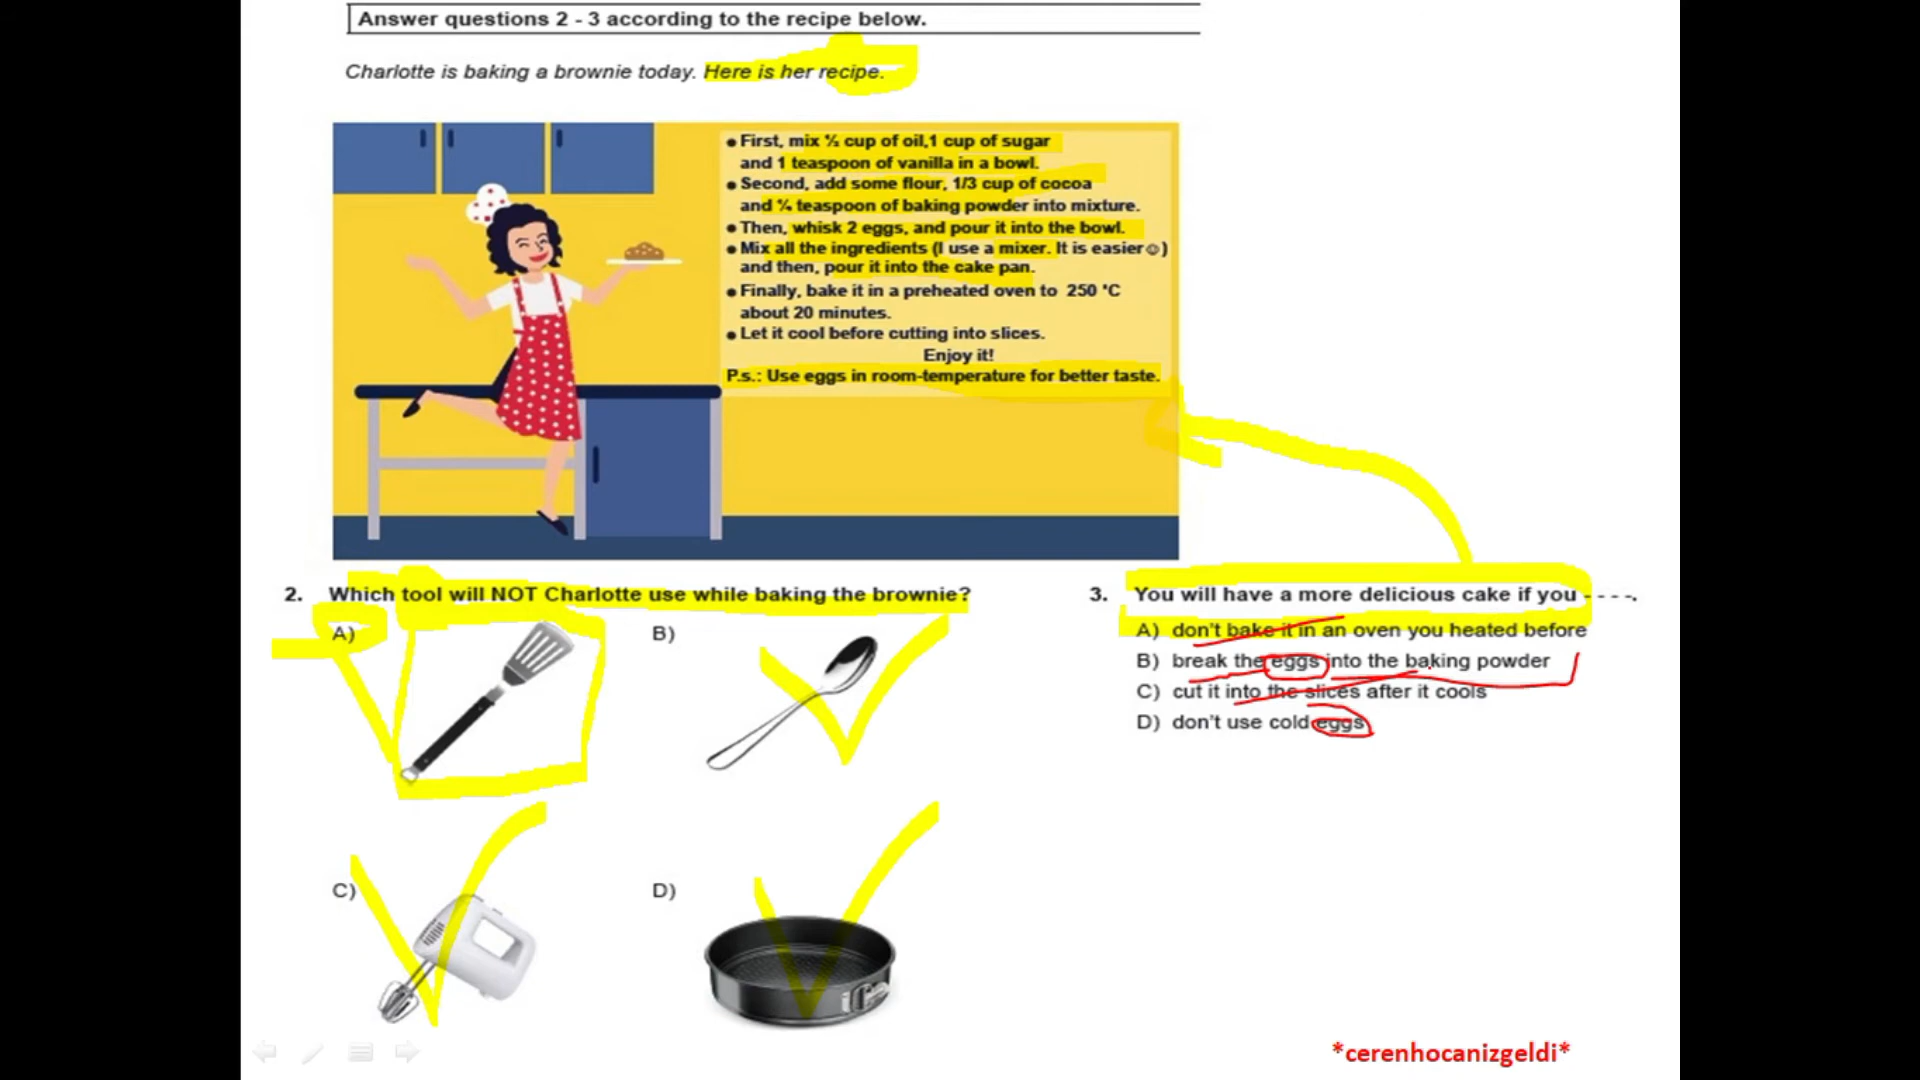 Answer questions 2 - 3 according to the recipe below.
Charlotte is baking a brownie today. Here is her recipe.
● First, mix ½ cup of oil,1 cup of sugar
and 1 teaspoon of vanilla in a bowl.
● Second, add some flour, 1/3 cup of cocoa
and ¼ teaspoon of baking powder into mixture.
● Then, whisk 2 eggs, and pour it into the bowl.
● Mix all the ingredients (I use a mixer. It is easier☺)
and then, pour it into the cake pan.
● Finally, bake it in a preheated oven to 250 °C
about 20 minutes.
● Let it cool before cutting into slices.
Enjoy it!
P.s.: Use eggs in room-temperature for better taste.
2. Which tool will NOT Charlotte use while baking the brownie?
A)
B)
C)
D)
3. You will have a more delicious cake if you - - - -.
A) don't bake it in an oven you heated before
B) break the eggs into the baking powder
C) cut it into the slices after it cools
D) don't use cold eggs
*cerenhocanizgeldi*